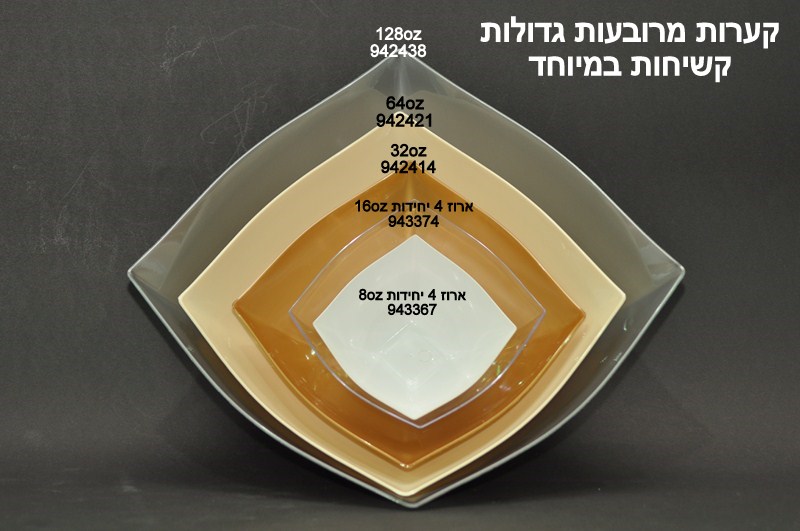 קערות מרובעות גדולות
קשיחות במיוחד
128oz
942438
64oz
942421
32oz
942414
ארוז 4 יחידות 16oz
943374
ארוז 4 יחידות 8oz
943367